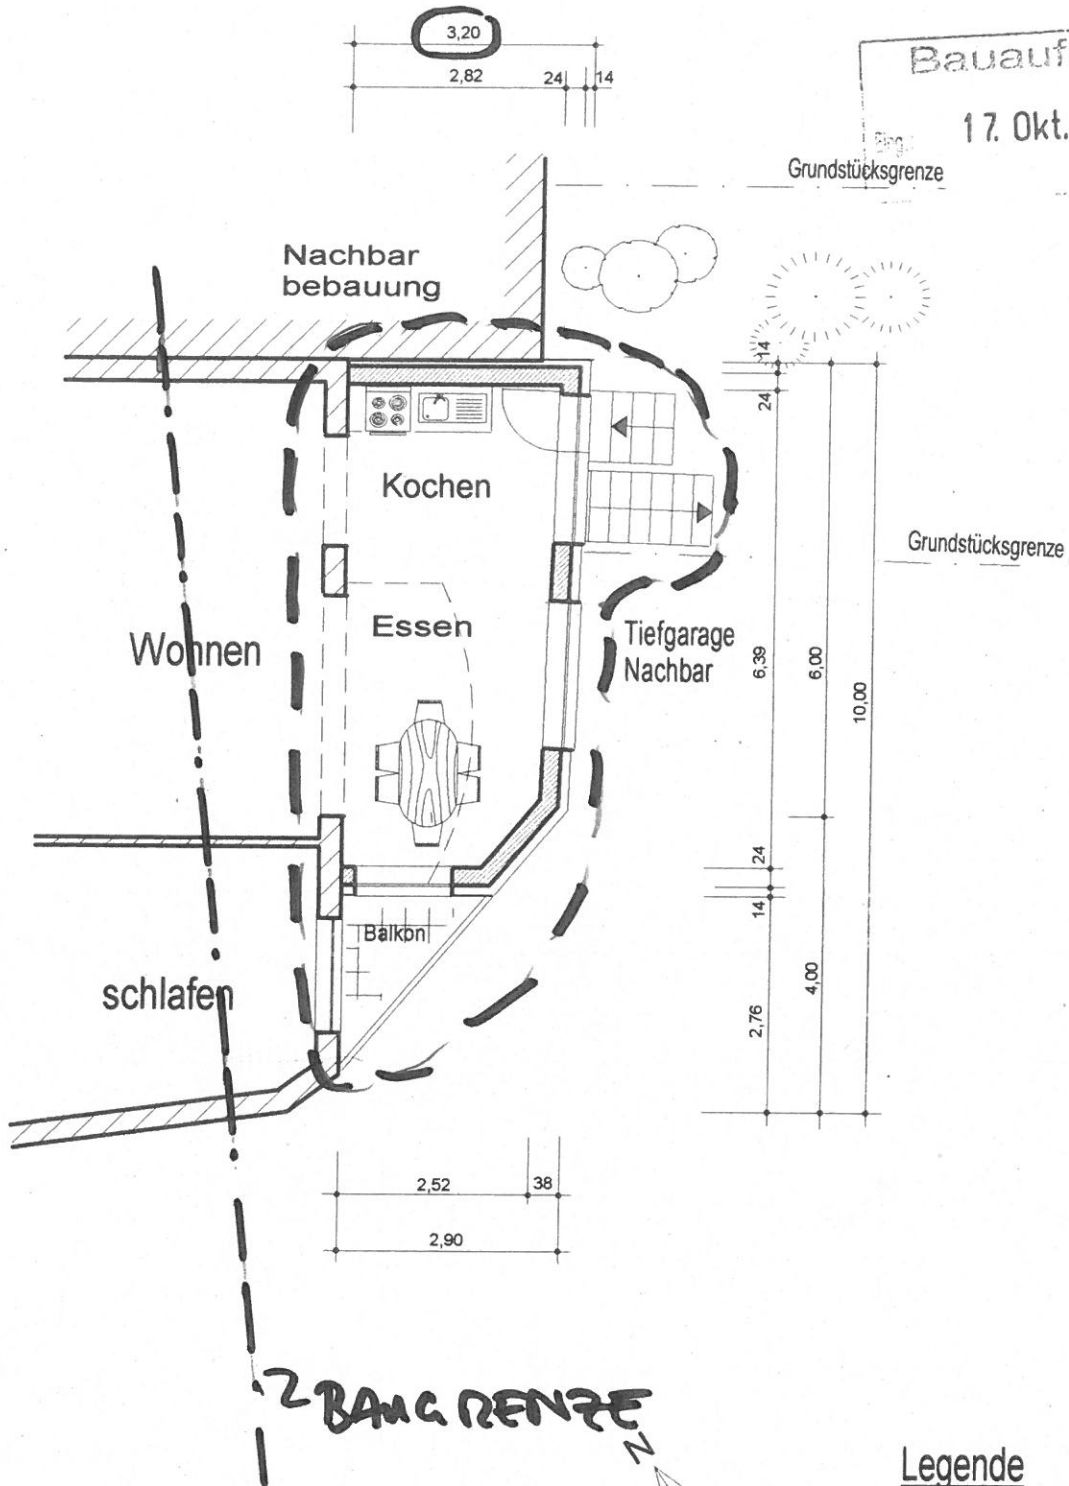 3,20
2,82 24 14
Bauauf
17. Okt.
Grundstücksgrenze
Nachbar
bebauung
14
24
Kochen
Grundstücksgrenze
Essen
Wohnen
Tiefgarage
Nachbar
6,39
6,00
10,00
24
14
Balkon
schlafen
4,00
2,76
2,52 38
2,90
BAUGRENZE
N
Legende